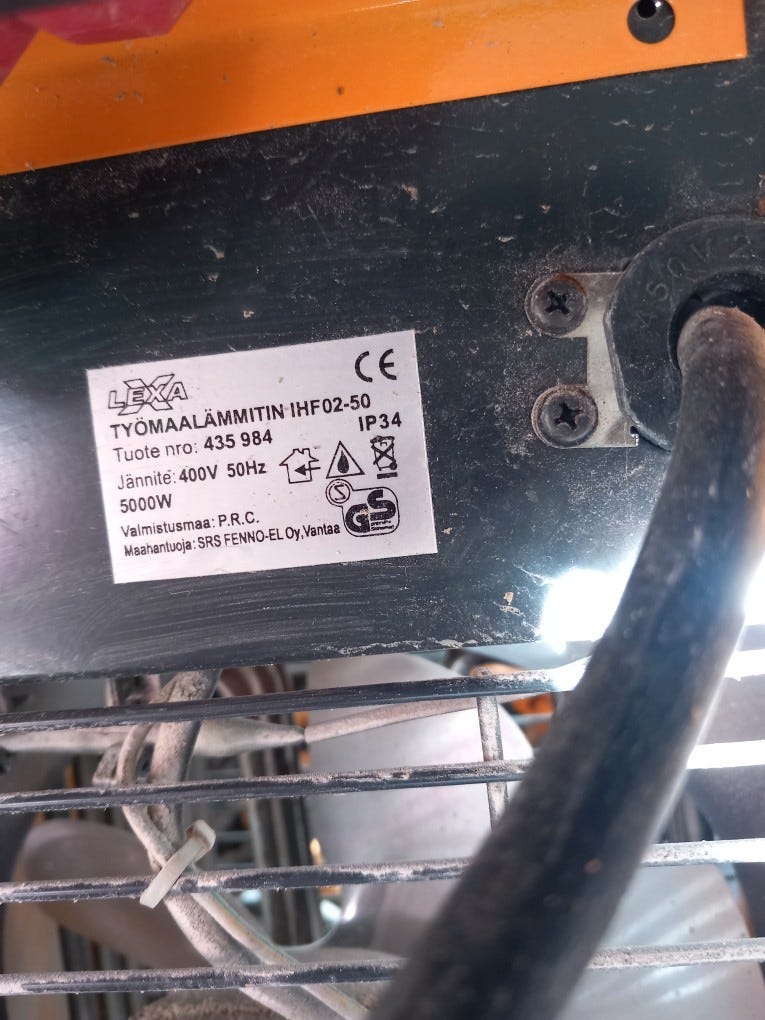 LEXA
CE
TYÖMAALÄMMITIN IHF02-50
Tuote nro: 435 984
IP34
Jännite: 400V 50Hz
5000W
Valmistusmaa: P.R.C.
Maahantuoja: SRS FENNO-EL Oy, Vantaa
GS